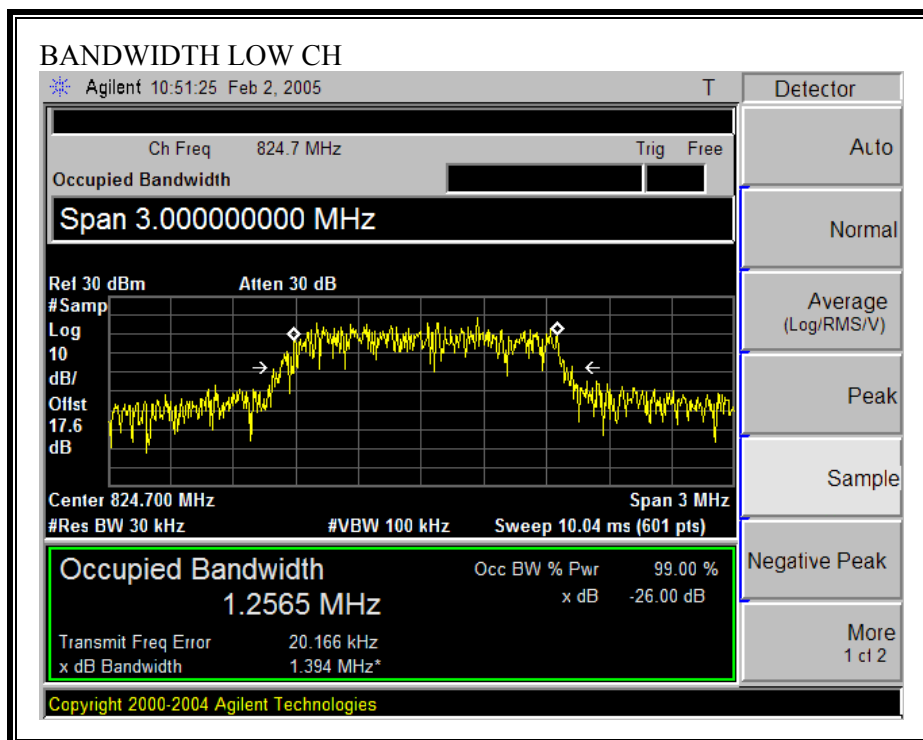 BANDWIDTH LOW CH
Agilent 10:51:25 Feb 2, 2005 T
Detector
Ch Freq 824.7 MHz Trig Free
Occupied Bandwidth
Span 3.000000000 MHz
Ref 30 dBm Atten 30 dB
#Samp
Log
10
dB/
Offst
17.6
dB
Center 824.700 MHz Span 3 MHz
#Res BW 30 kHz #VBW 100 kHz Sweep 10.04 ms (601 pts)
Occupied Bandwidth Occ BW % Pwr 99.00 %
1.2565 MHz x dB -26.00 dB
Transmit Freq Error 20.166 kHz
x dB Bandwidth 1.394 MHz*
Copyright 2000-2004 Agilent Technologies
Auto
Normal
Average
(Log/RMS/V)
Peak
Sample
Negative Peak
More
1 of 2